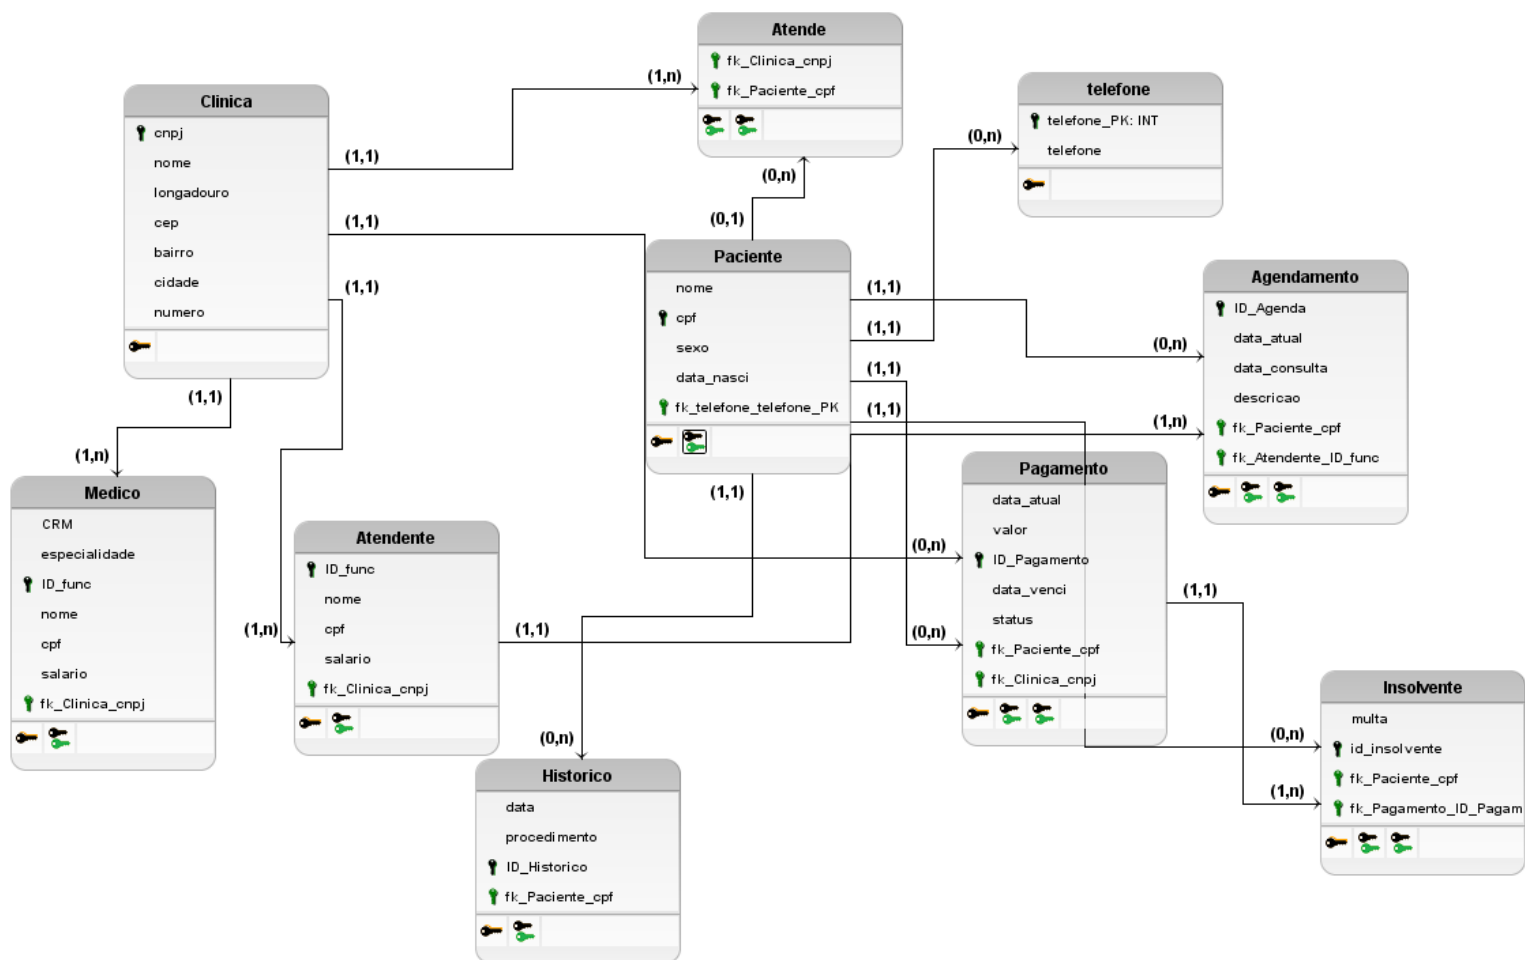 Atende
fk_Clinica_cnpj
fk_Paciente_cpf
(1,n)
(0,n)
Clinica
cnpj
nome
longadouro
cep
bairro
cidade
numero
(1,1)
(1,1)
(1,1)
(1,1)
telefone
telefone_PK: INT
telefone
(0,n)
(0,1)
Paciente
nome
cpf
sexo
data_nasci
fk_telefone_telefone_PK
(1,1)
(1,1)
(1,1)
(1,1)
(1,1)
Agendamento
ID_Agenda
data_atual
data_consulta
descricao
fk_Paciente_cpf
fk_Atendente_ID_func
(0,n)
(1,n)
(1,n)
Medico
CRM
especialidade
ID_func
nome
cpf
salario
fk_Clinica_cnpj
(1,n)
Atendente
ID_func
nome
cpf
salario
fk_Clinica_cnpj
(1,1)
Pagamento
data_atual
valor
ID_Pagamento
data_venci
status
fk_Paciente_cpf
fk_Clinica_cnpj
(0,n)
(0,n)
(1,1)
(0,n)
Historico
data
procedimento
ID_Historico
fk_Paciente_cpf
Insolvente
multa
id_insolvente
fk_Paciente_cpf
fk_Pagamento_ID_Pagam
(0,n)
(1,n)